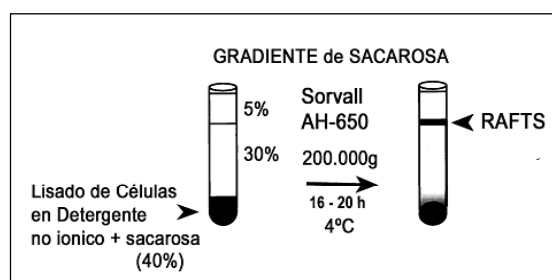 GRADIENTE de SACAROSA
5%
30%
Sorvall
AH-650
200.000g
16 - 20 h
4ºC
RAFTS
Lisado de Células
en Detergente
no ionico + sacarosa
(40%)